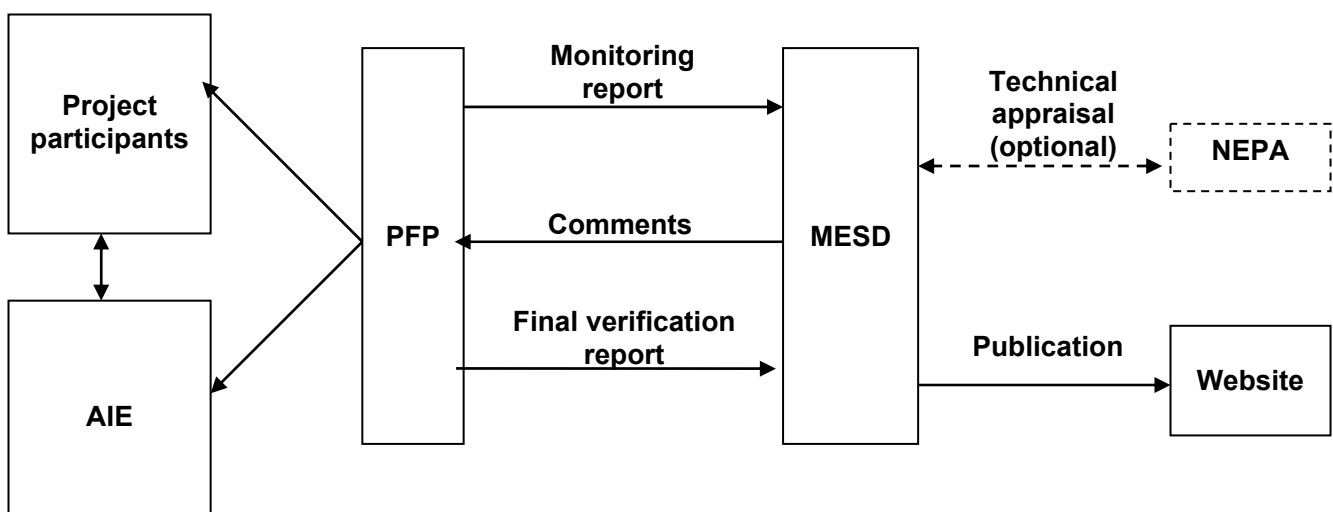 Project
participants
AIE
PFP
Monitoring
report
Comments
Final verification
report
MESD
Technical
appraisal
(optional)
NEPA
Publication
Website